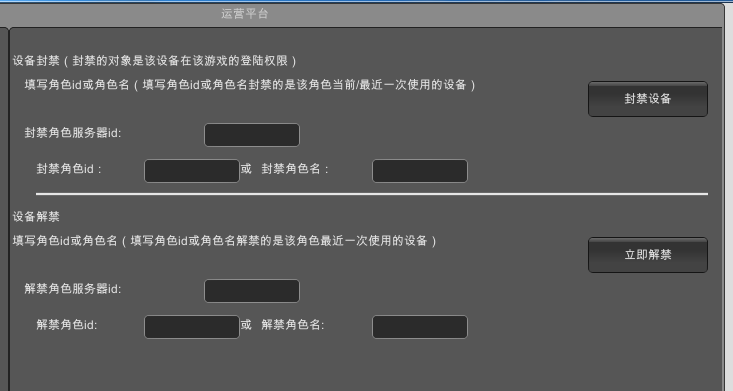 运营平台
设备封禁（封禁的对象是该设备在该游戏的登陆权限）
填写角色id或角色名（填写角色id或角色名封禁的是该角色当前/最近一次使用的设备）
封禁设备
封禁角色服务器id:
封禁角色id： 或 封禁角色名：
设备解禁
填写角色id或角色名（填写角色id或角色名解禁的是该角色最近一次使用的设备）
立即解禁
解禁角色服务器id:
解禁角色id: 或 解禁角色名: